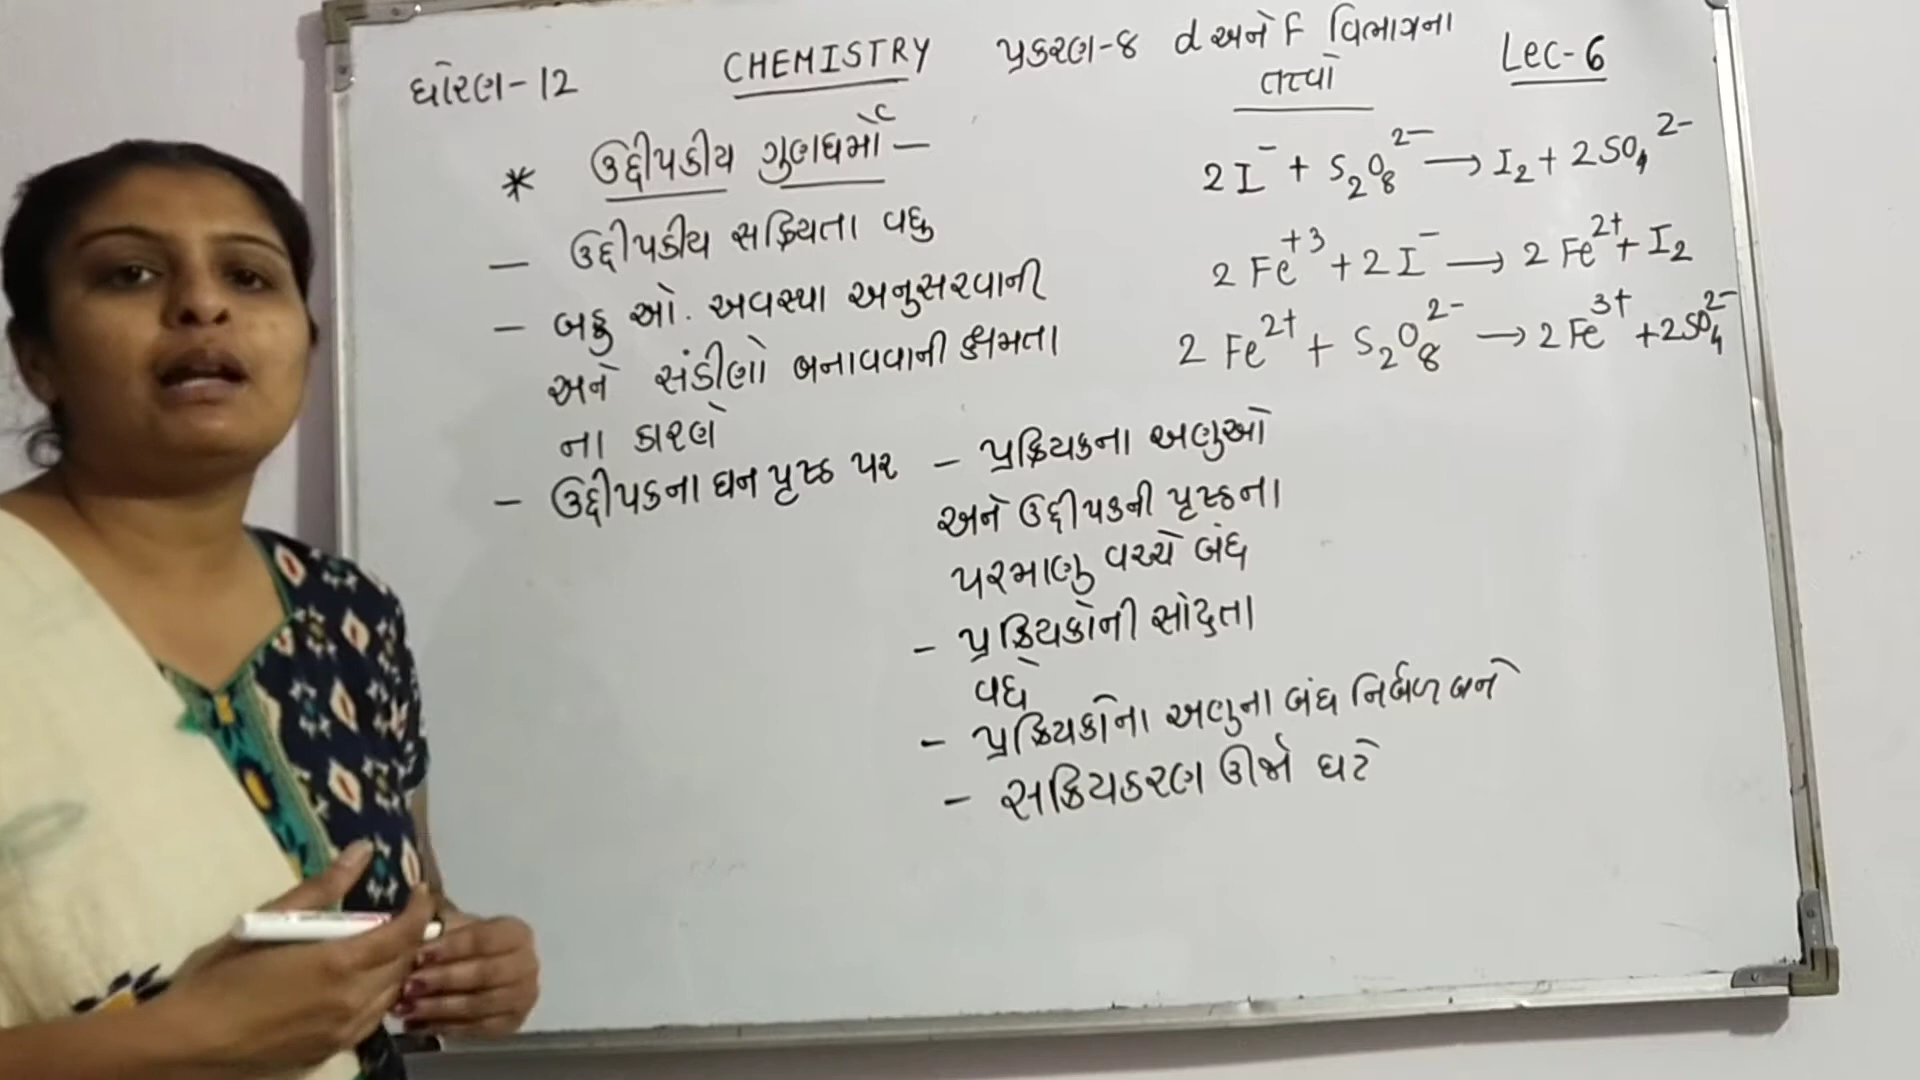 ધોરણ-12 CHEMISTRY પ્રકરણ-૪ d અને F વિભાગના
તત્વો
Lec-6
* ઉદ્દીપકીય ગુણધર્મો –
– ઉદ્દીપકીય સક્રિયતા વધુ
– બહુ ઓ. અવસ્થા અનુસરવાની
અને સંકીર્ણો બનાવવાની ક્ષમતા
ના કારણે
– ઉદ્દીપકના ઘન પૃષ્ઠ પર – પ્રક્રિયકના અણુઓ
અને ઉદ્દીપકની પૃષ્ઠના
પરમાણુ વચ્ચે બંધ
– પ્રક્રિયકોની સાંદ્રતા
વધે
– પ્રક્રિયકોના અણુના બંધ નિર્બળ બને
– સક્રિયકરણ ઊર્જા ઘટે
2I⁻ + S₂O₈²⁻ → I₂ + 2SO₄²⁻
2Fe⁺³ + 2I⁻ → 2Fe²⁺ + I₂
2Fe²⁺ + S₂O₈²⁻ → 2Fe³⁺ + 2SO₄²⁻